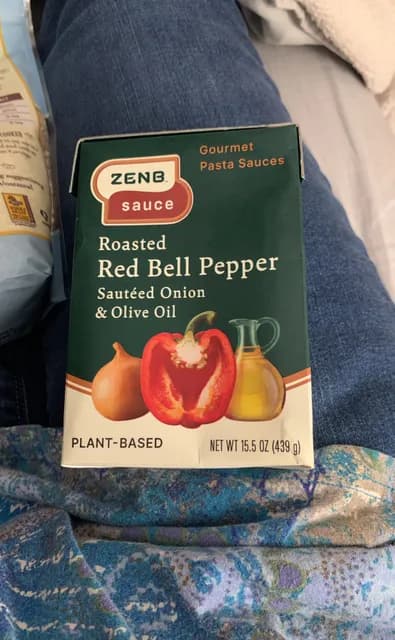 ZENB
sauce
Gourmet
Pasta Sauces
Roasted
Red Bell Pepper
Sautéed Onion
& Olive Oil
PLANT-BASED
NET WT 15.5 OZ (439 g)